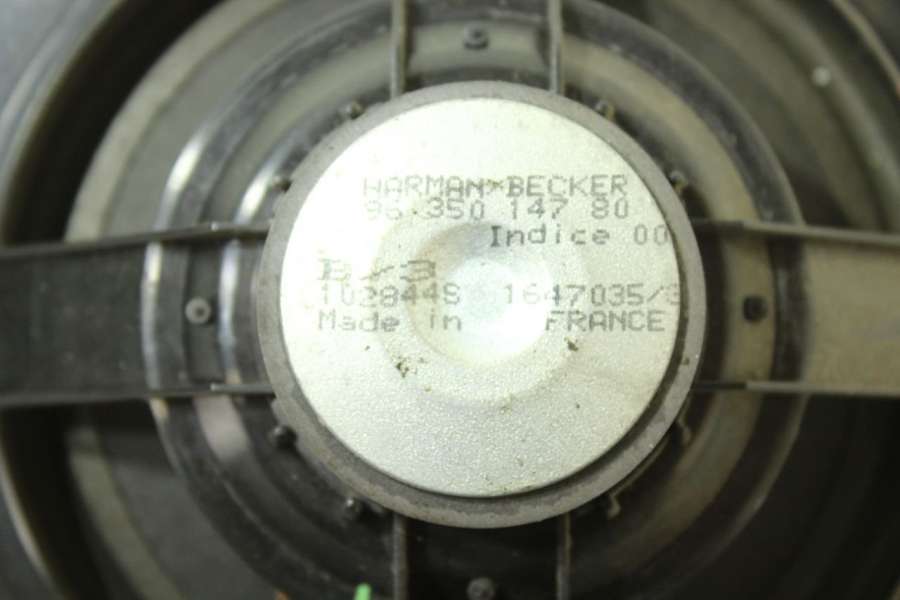 HARMAN*BECKER
96 350 147 80
Indice 00
B/3
102844S 1647035/3
Made in FRANCE